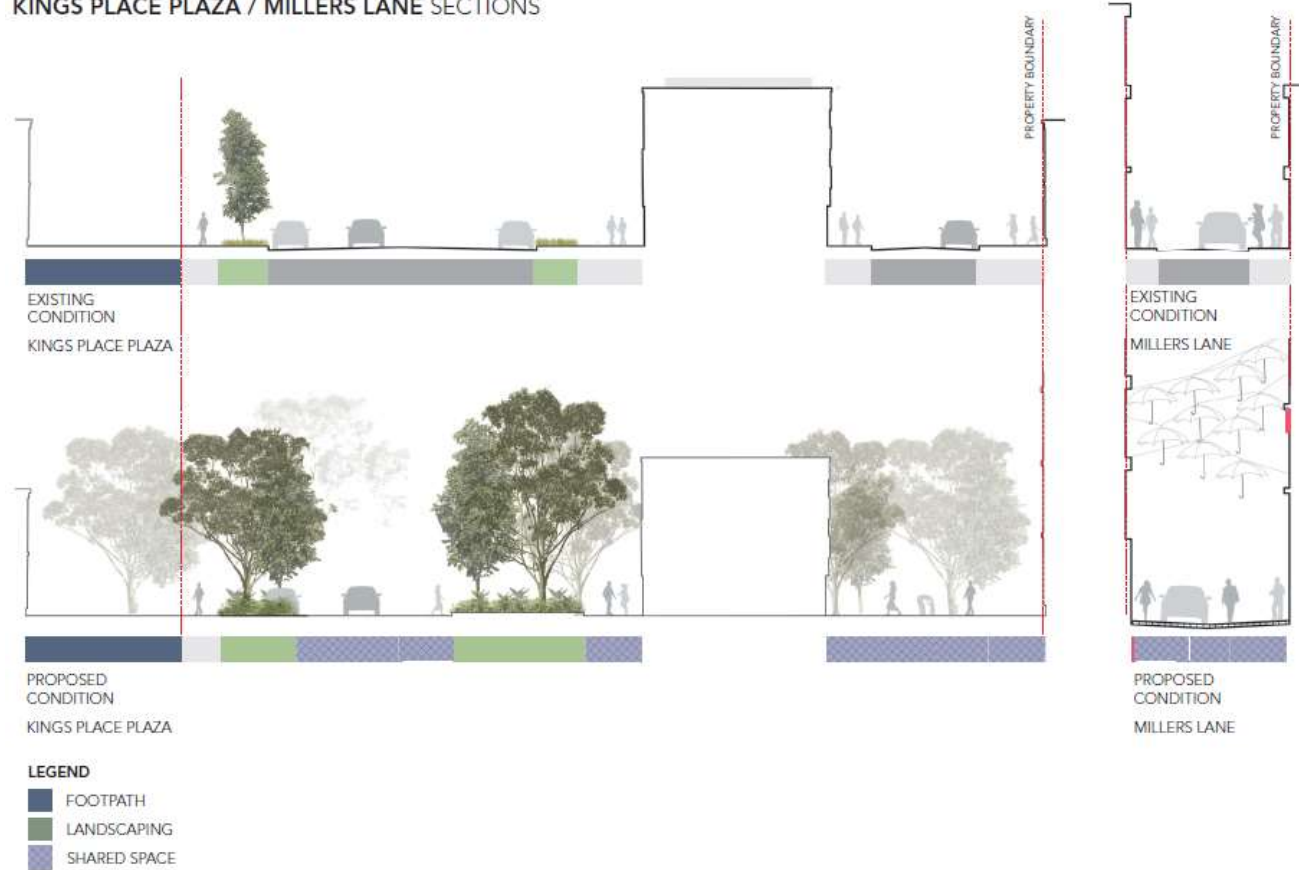 KINGS PLACE PLAZA / MILLERS LANE SECTIONS
PROPERTY BOUNDARY
PROPERTY BOUNDARY
EXISTING
CONDITION
KINGS PLACE PLAZA
EXISTING
CONDITION
MILLERS LANE
PROPOSED
CONDITION
KINGS PLACE PLAZA
PROPOSED
CONDITION
MILLERS LANE
LEGEND
FOOTPATH
LANDSCAPING
SHARED SPACE